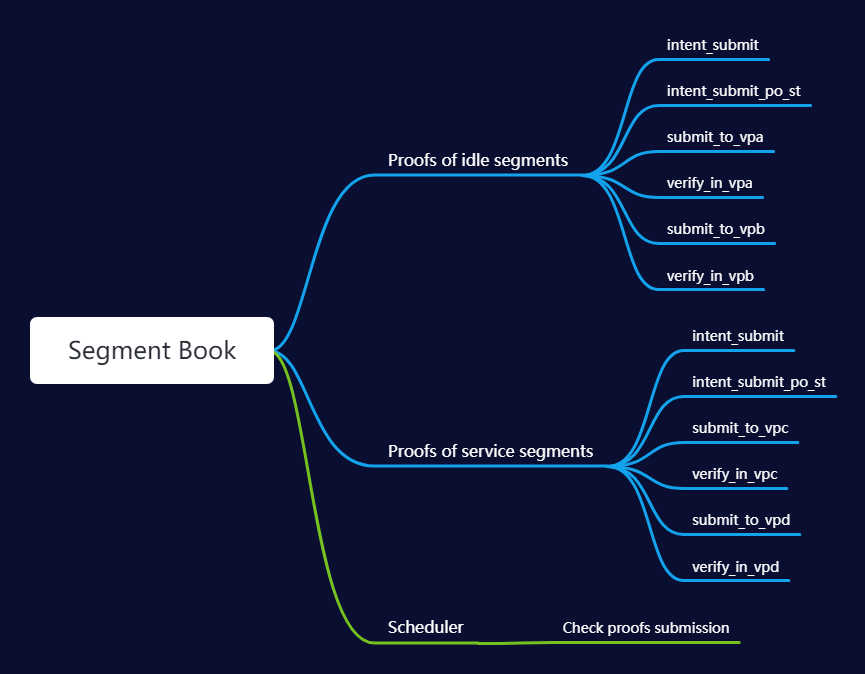 Segment Book
Proofs of idle segments
intent_submit
intent_submit_po_st
submit_to_vpa
verify_in_vpa
submit_to_vpb
verify_in_vpb
Proofs of service segments
intent_submit
intent_submit_po_st
submit_to_vpc
verify_in_vpc
submit_to_vpd
verify_in_vpd
Scheduler
Check proofs submission